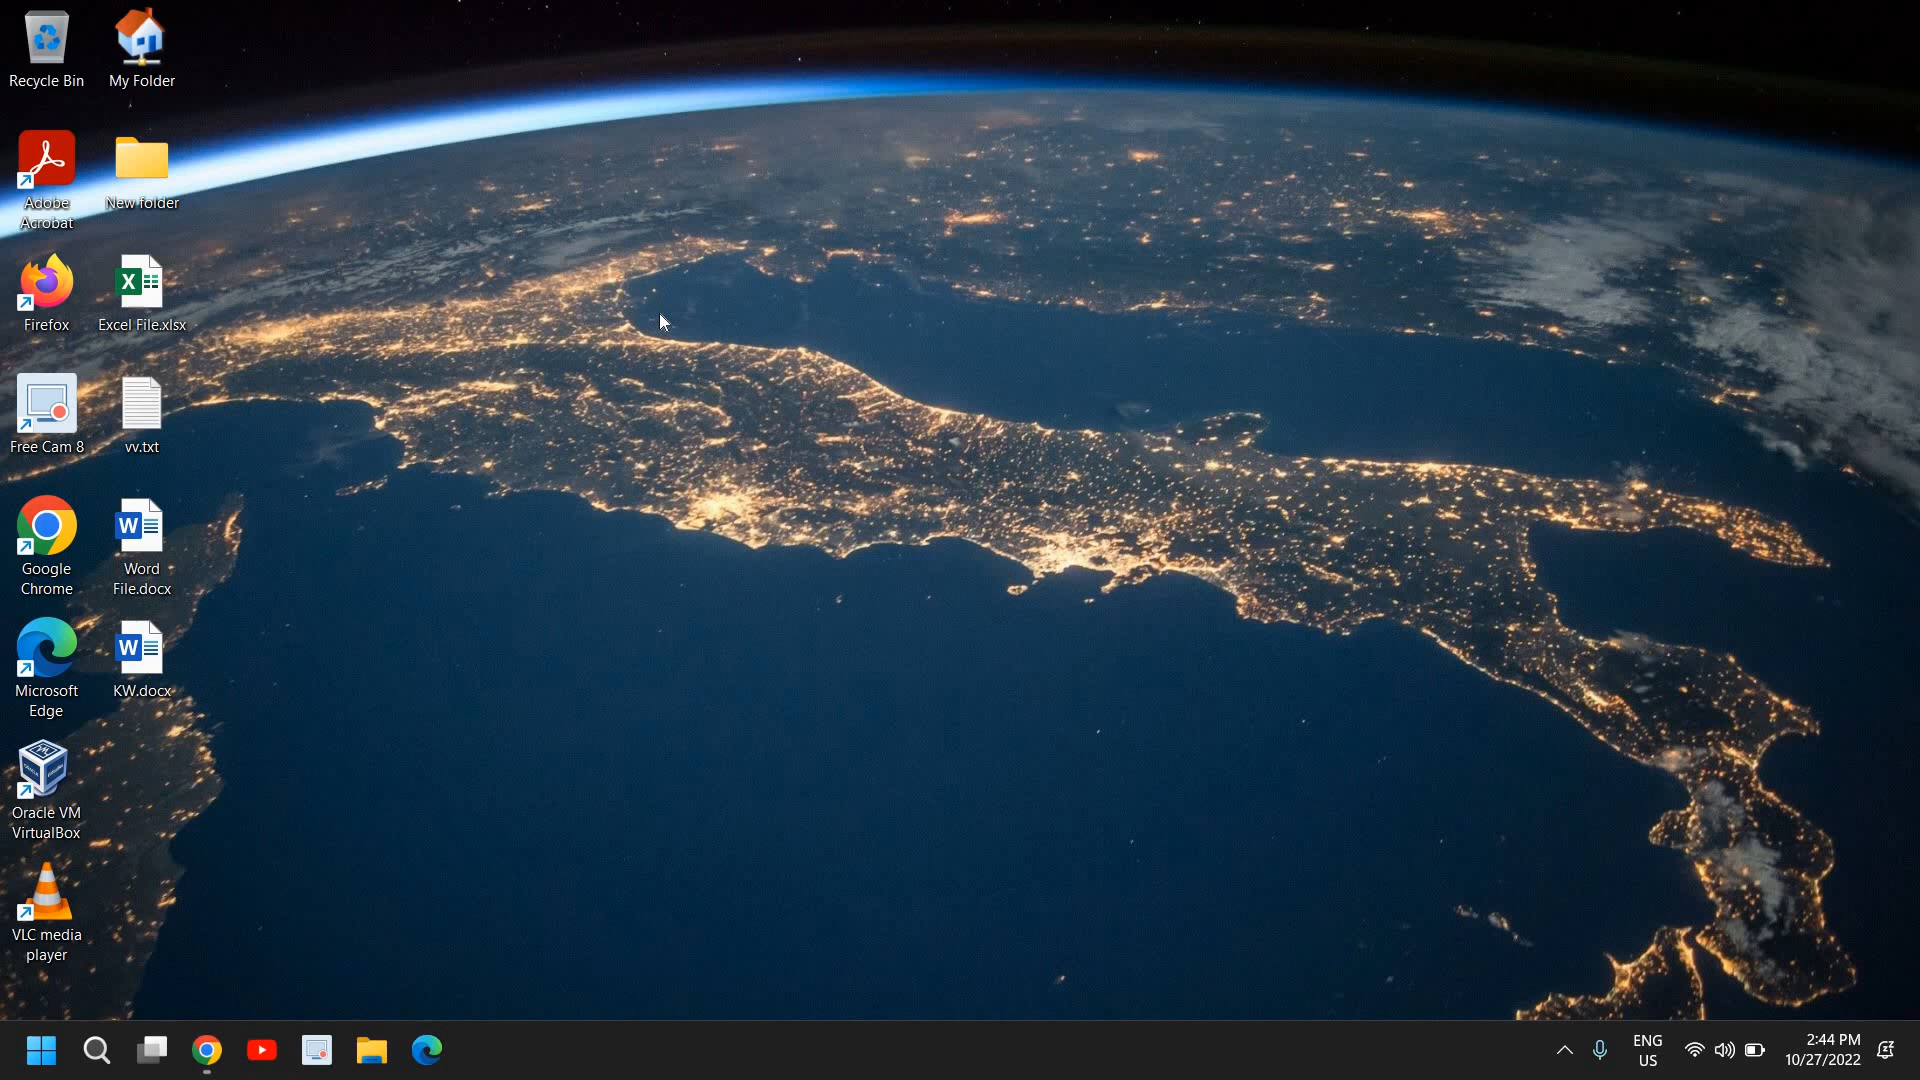 Recycle Bin
My Folder
Adobe
Acrobat
New folder
Firefox
Excel File.xlsx
Free Cam 8
vv.txt
Google
Chrome
Word
File.docx
Microsoft
Edge
KW.docx
Oracle VM
VirtualBox
VLC media
player
ENG
US
2:44 PM
10/27/2022